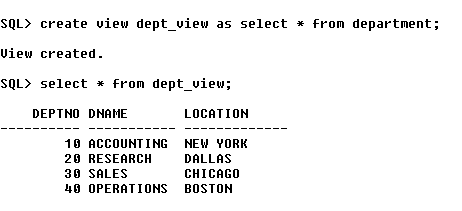 SQL> create view dept_view as select * from department;
View created.
SQL> select * from dept_view;
DEPTNO DNAME LOCATION
---------- ----------- -------------
10 ACCOUNTING NEW YORK
20 RESEARCH DALLAS
30 SALES CHICAGO
40 OPERATIONS BOSTON